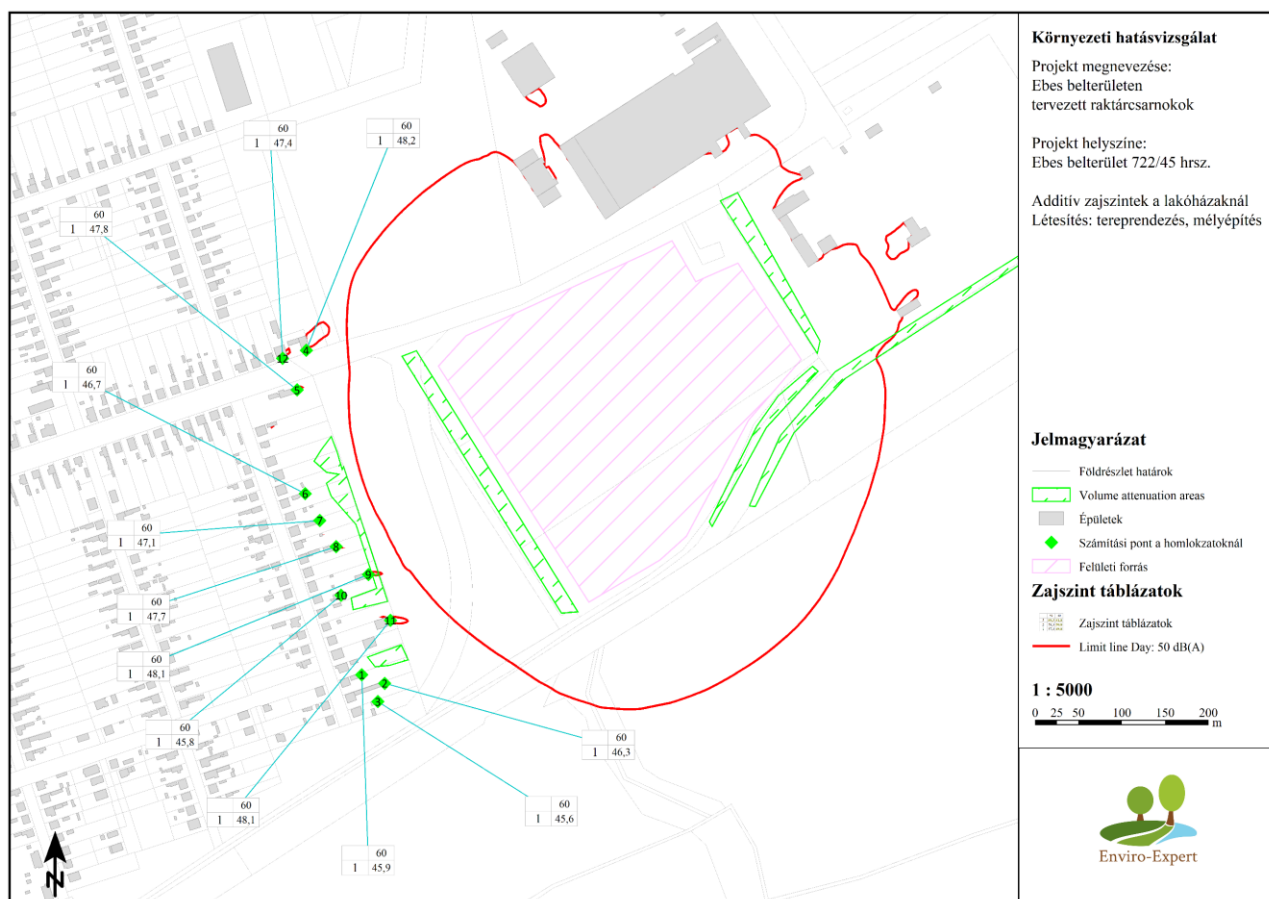 Környezeti hatásvizsgálat
Projekt megnevezése:
Ebes belterületen
tervezett raktárcsarnokok
Projekt helyszíne:
Ebes belterület 722/45 hrsz.
Additív zajszintek a lakóházaknál
Létesítés: tereprendezés, mélyépítés
60
1 47,4
60
1 48,2
60
1 47,8
60
1 46,7
60
1 47,1
60
1 47,7
60
1 48,1
60
1 45,8
60
1 48,1
60
1 45,9
60
1 45,6
60
1 46,3
12
4
5
6
7
8
9
10
11
1
2
3
N
Jelmagyarázat
Földrészlet határok
Volume attenuation areas
Épületek
Számítási pont a homlokzatoknál
Felületi forrás
Zajszint táblázatok
Zajszint táblázatok
Limit line Day: 50 dB(A)
1 : 5000
0 25 50 100 150 200
m
Enviro-Expert